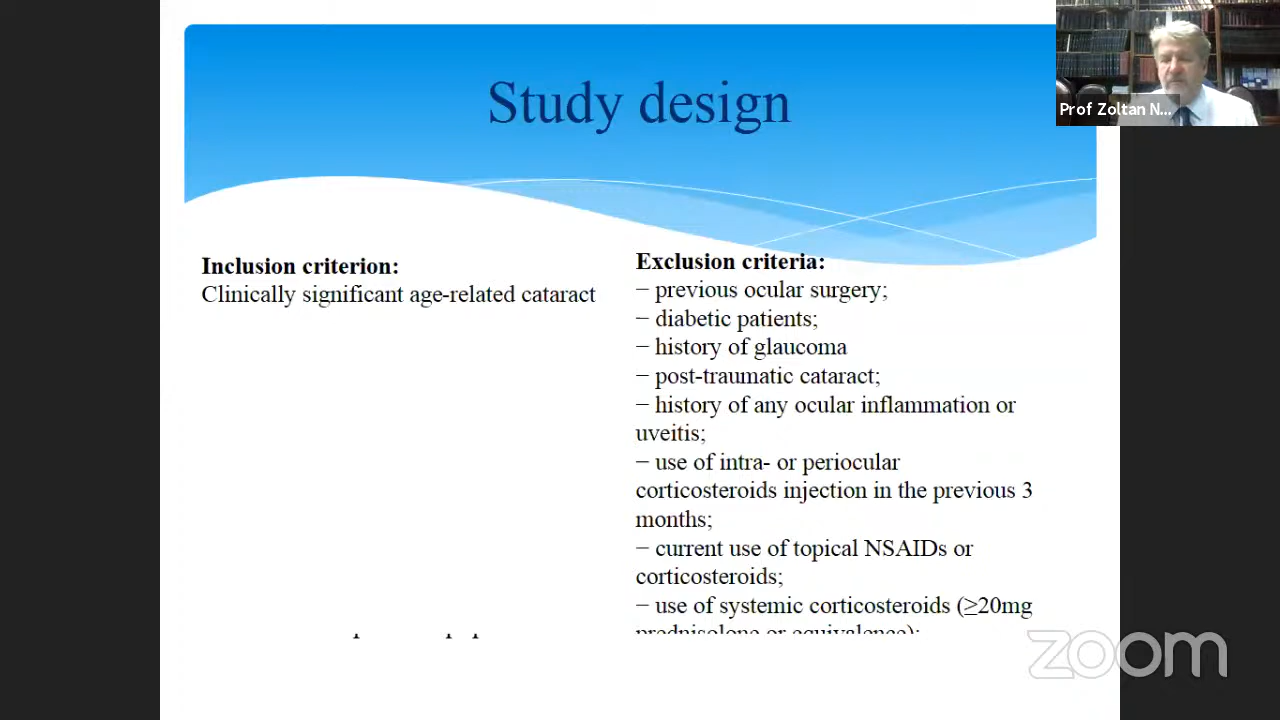 Study design
Prof Zoltan N...
Inclusion criterion:
Clinically significant age-related cataract
Exclusion criteria:
− previous ocular surgery;
− diabetic patients;
− history of glaucoma
− post-traumatic cataract;
− history of any ocular inflammation or
uveitis;
− use of intra- or periocular
corticosteroids injection in the previous 3
months;
− current use of topical NSAIDs or
corticosteroids;
− use of systemic corticosteroids (≥20mg
prednisolone or equivalence);
zoom